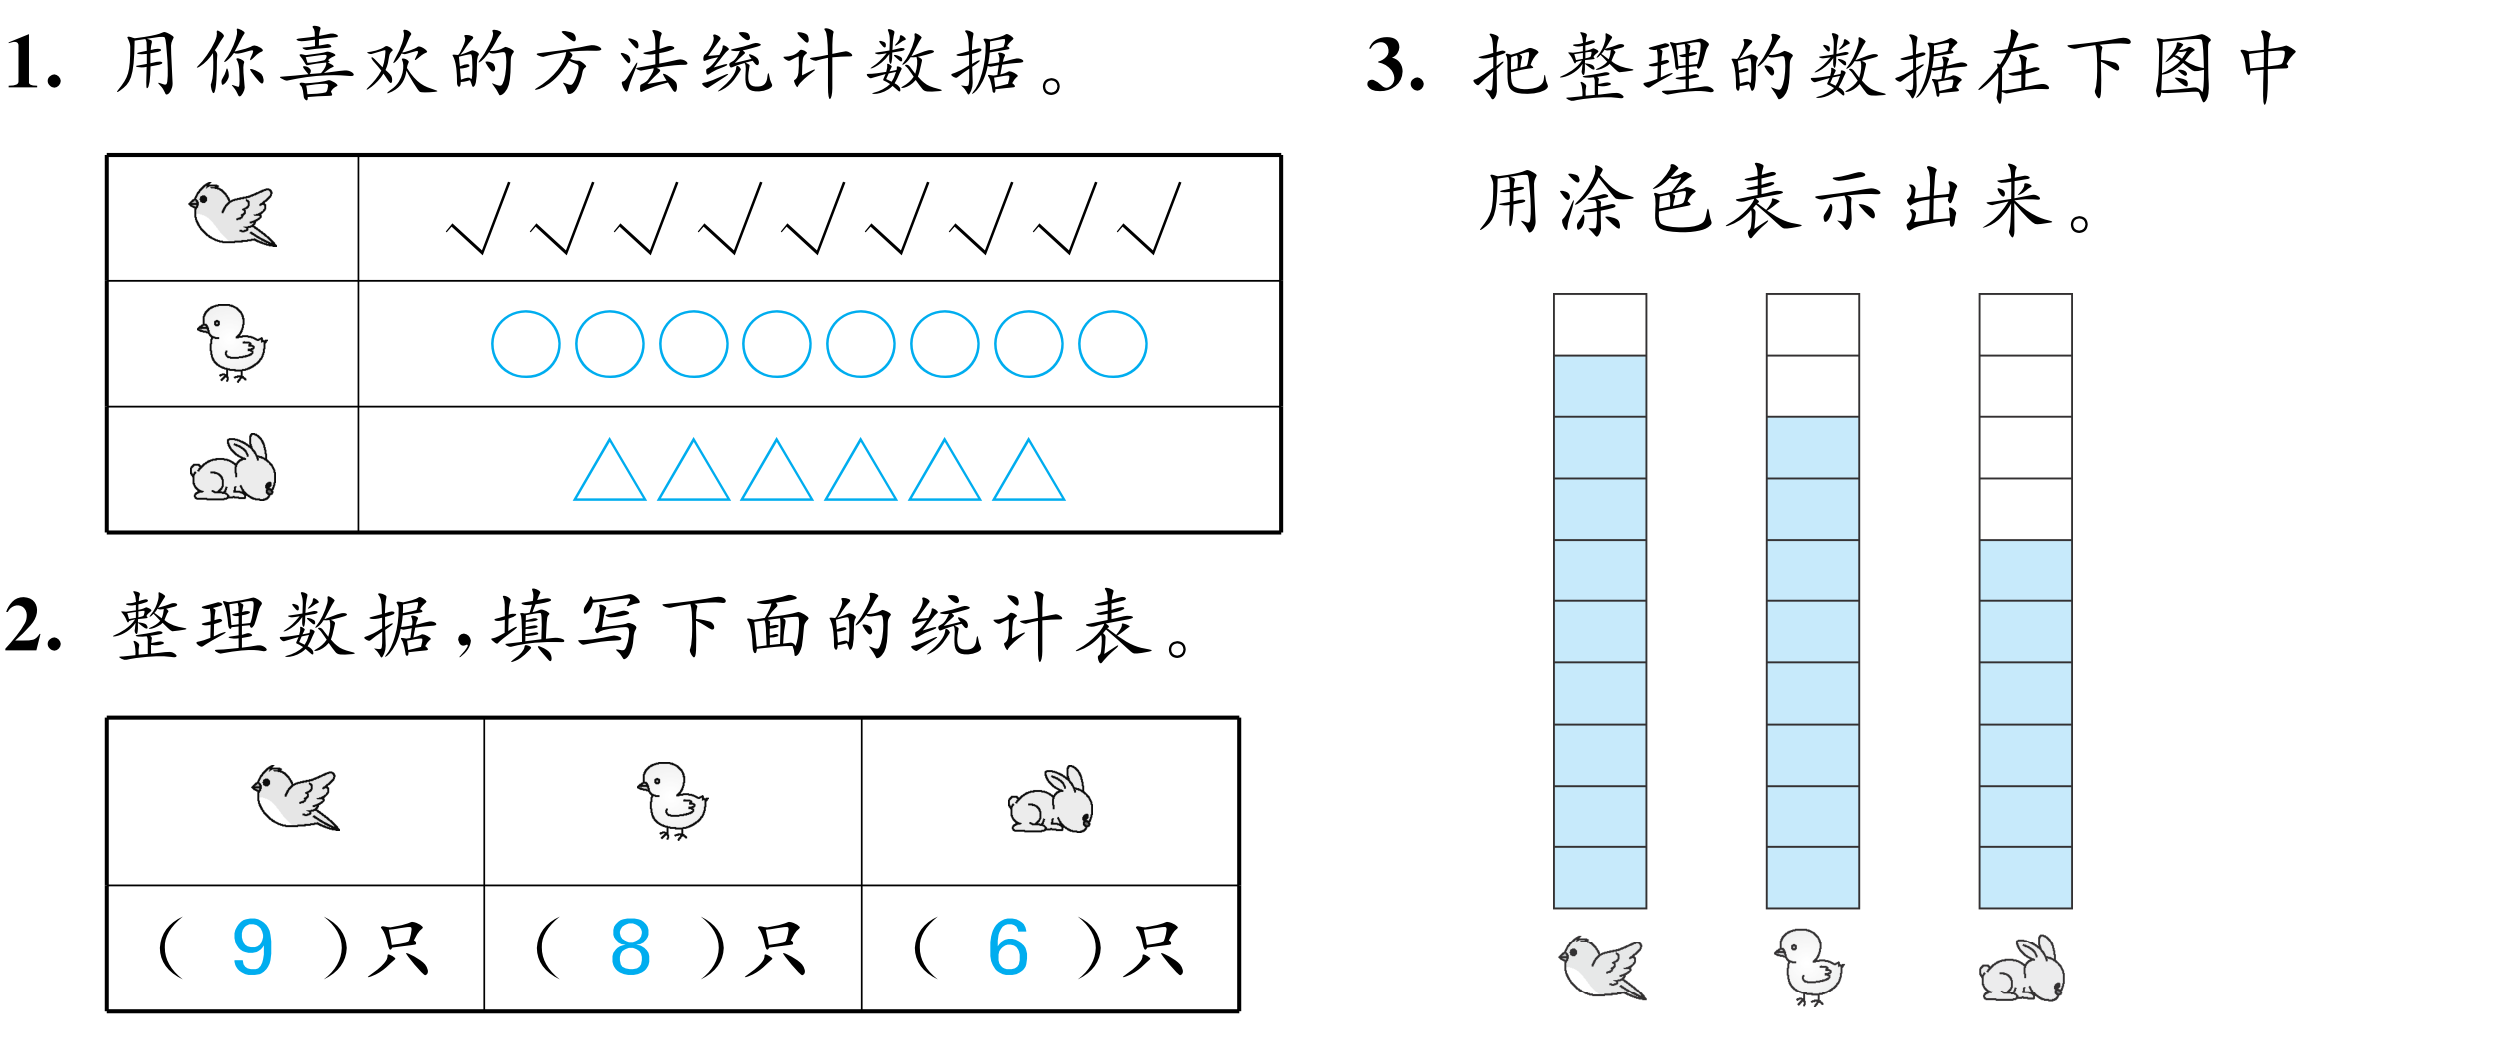 1. 用你喜欢的方法统计数据。
2. 整理数据,填写下面的统计表。
( 9 )只 ( 8 )只 ( 6 )只
3. 把整理的数据在下图中
用涂色表示出来。